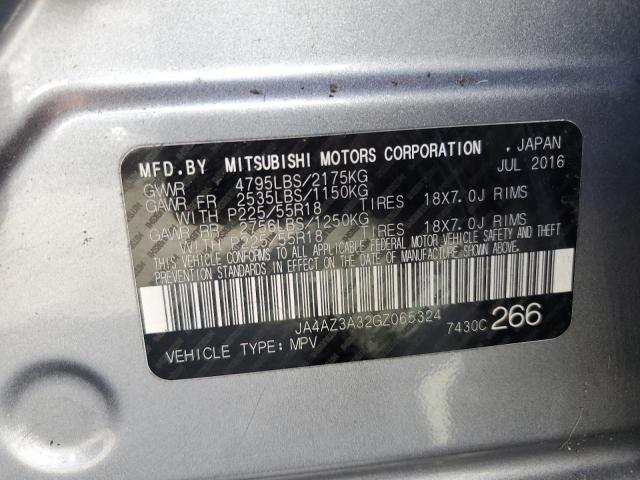 MFD.BY MITSUBISHI MOTORS CORPORATION . JAPAN
JUL 2016
GVWR 4795LBS/2175KG
GAWR FR 2535LBS/1150KG
WITH P225/55R18 TIRES 18X7.0J RIMS
GAWR RR 2756LBS/1250KG
WITH P225/55R18 TIRES 18X7.0J RIMS
THIS VEHICLE CONFORMS TO ALL APPLICABLE FEDERAL MOTOR VEHICLE SAFETY AND THEFT
PREVENTION STANDARDS IN EFFECT ON THE DATE OF MANUFACTURE SHOWN ABOVE.
JA4AZ3A32GZ065324
7430C 266
VEHICLE TYPE: MPV